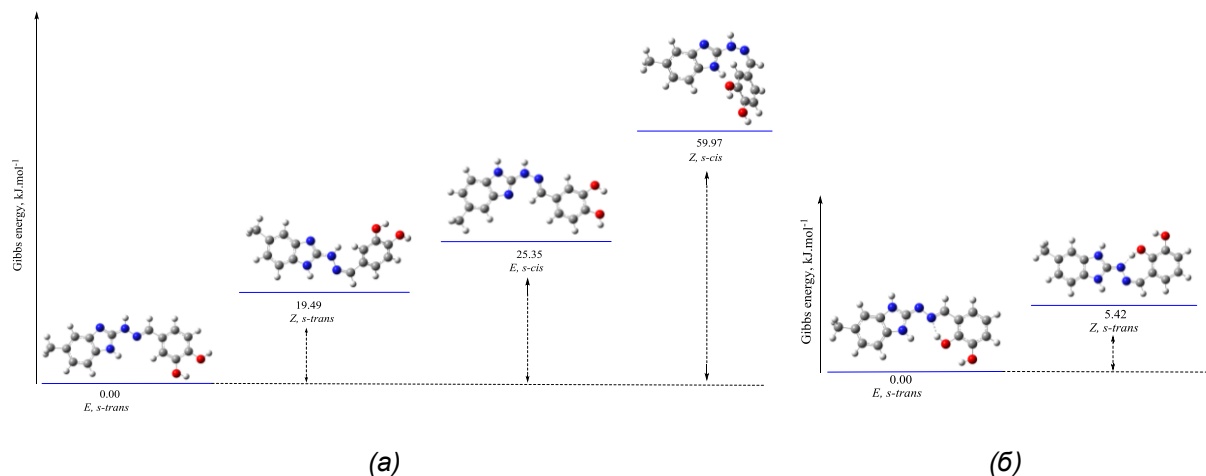 Gibbs energy, kJ.mol⁻¹
0.00
E, s-trans
19.49
Z, s-trans
25.35
E, s-cis
59.97
Z, s-cis
(а)
Gibbs energy, kJ.mol⁻¹
0.00
E, s-trans
5.42
Z, s-trans
(б)